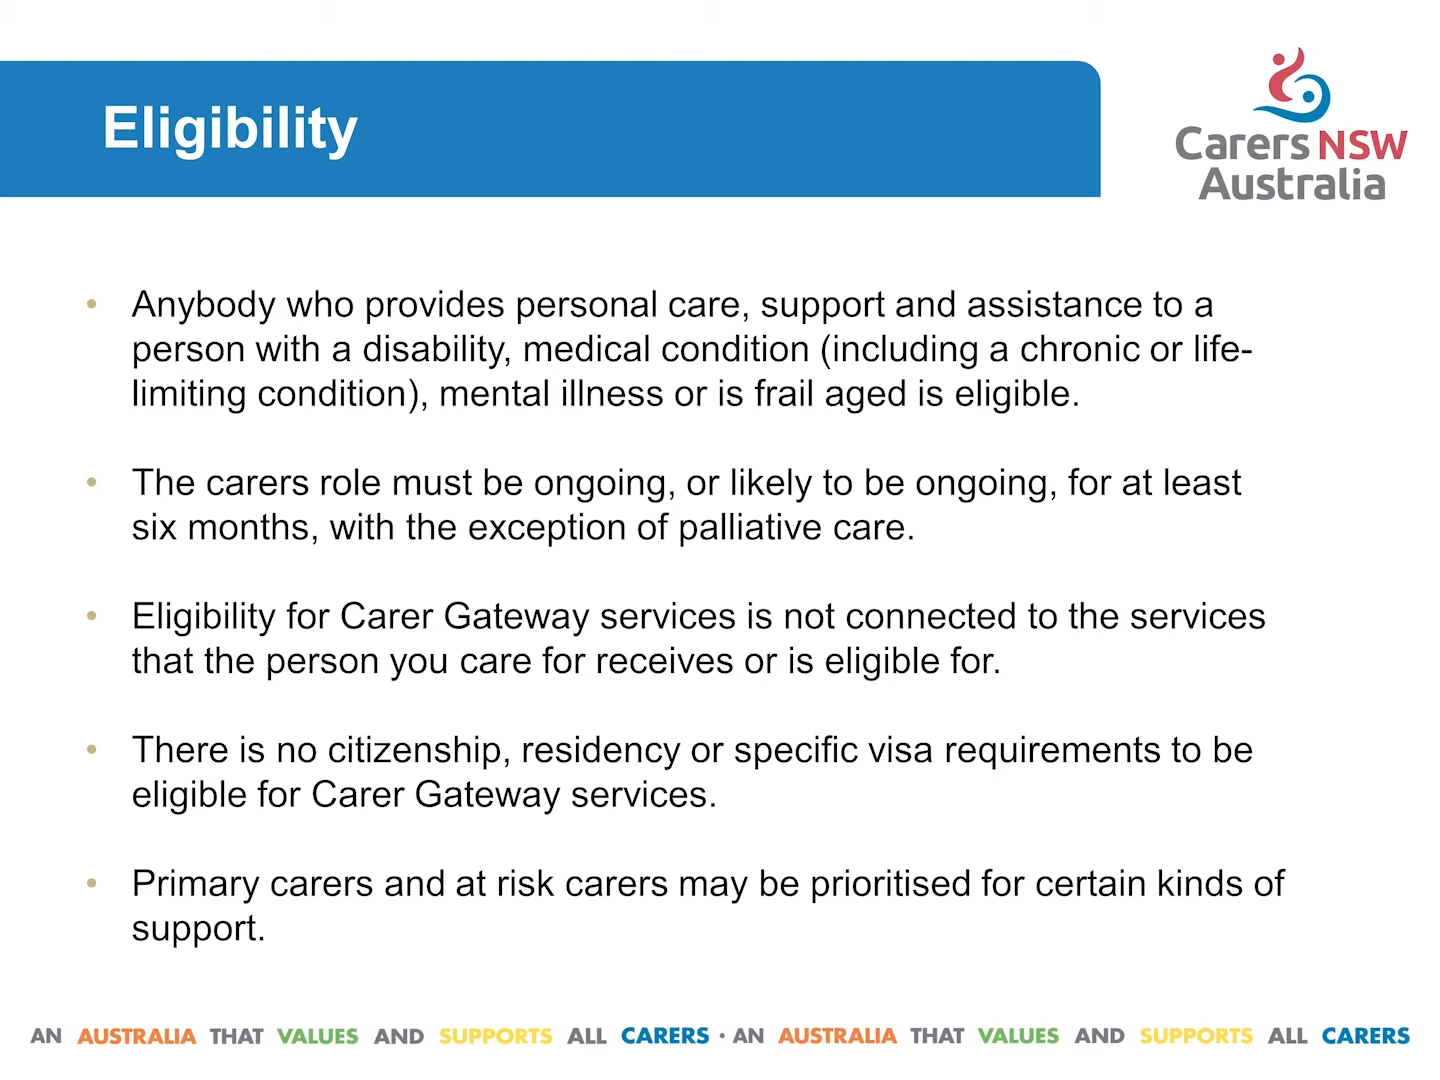 Eligibility
Carers NSW
Australia
• Anybody who provides personal care, support and assistance to a
person with a disability, medical condition (including a chronic or life-
limiting condition), mental illness or is frail aged is eligible.
• The carers role must be ongoing, or likely to be ongoing, for at least
six months, with the exception of palliative care.
• Eligibility for Carer Gateway services is not connected to the services
that the person you care for receives or is eligible for.
• There is no citizenship, residency or specific visa requirements to be
eligible for Carer Gateway services.
• Primary carers and at risk carers may be prioritised for certain kinds of
support.
AN AUSTRALIA THAT VALUES AND SUPPORTS ALL CARERS · AN AUSTRALIA THAT VALUES AND SUPPORTS ALL CARERS